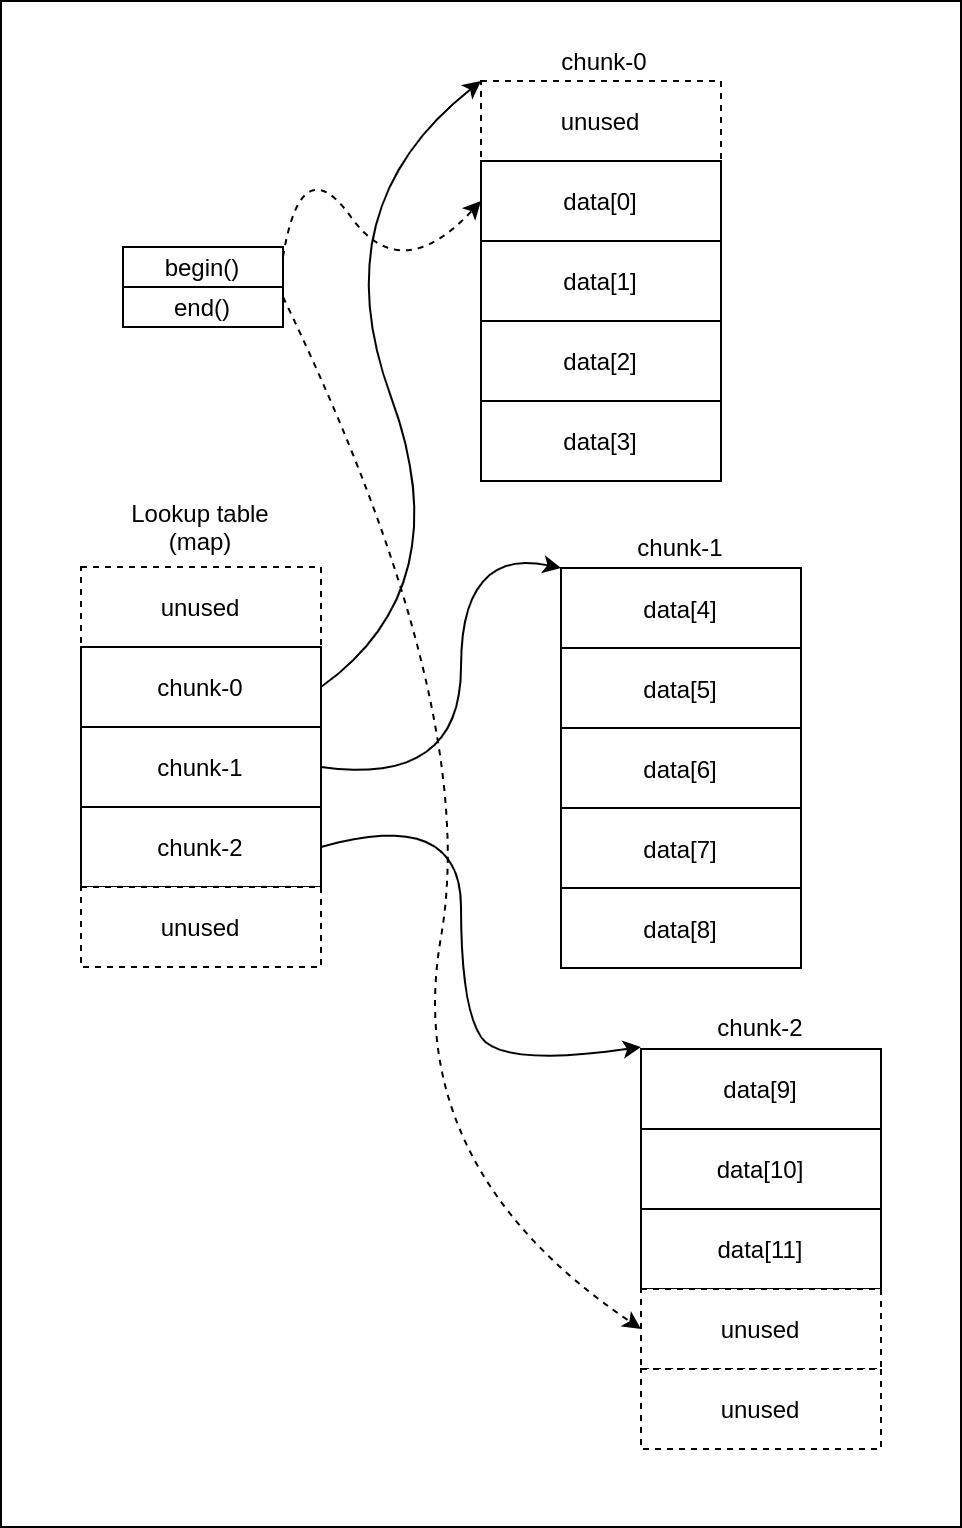 chunk-0
unused
data[0]
data[1]
data[2]
data[3]
begin()
end()
Lookup table
(map)
unused
chunk-0
chunk-1
chunk-2
unused
chunk-1
data[4]
data[5]
data[6]
data[7]
data[8]
chunk-2
data[9]
data[10]
data[11]
unused
unused